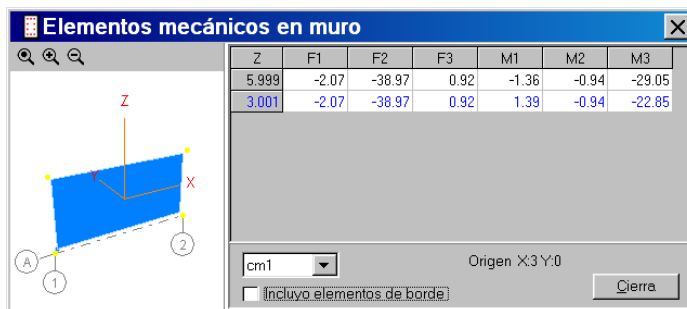 Elementos mecánicos en muro
Z F1 F2 F3 M1 M2 M3
5.999 -2.07 -38.97 0.92 -1.36 -0.94 -29.05
3.001 -2.07 -38.97 0.92 1.39 -0.94 -22.85
Z
Y
X
A
1
2
cm1
Origen X:3 Y:0
Incluyo elementos de borde
Cierra